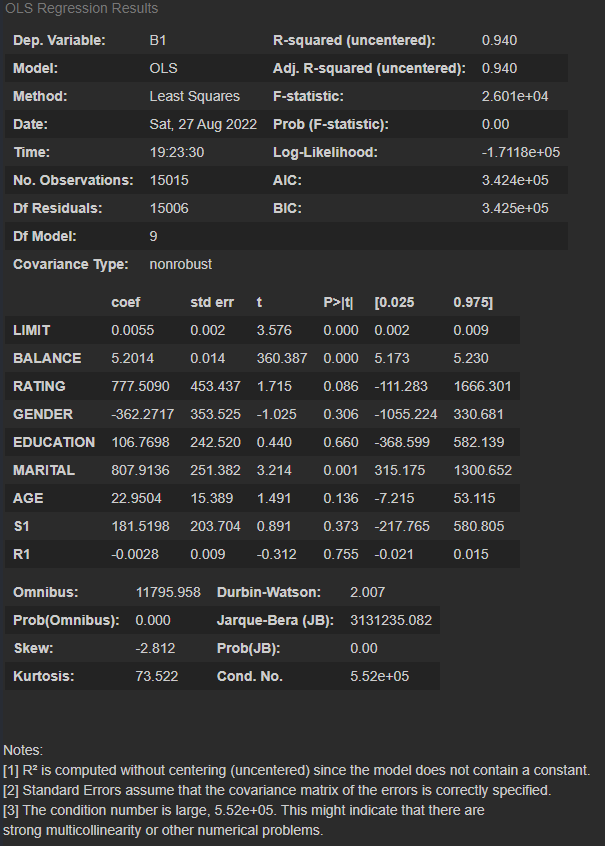 OLS Regression Results
Dep. Variable: B1 R-squared (uncentered): 0.940
Model: OLS Adj. R-squared (uncentered): 0.940
Method: Least Squares F-statistic: 2.601e+04
Date: Sat, 27 Aug 2022 Prob (F-statistic): 0.00
Time: 19:23:30 Log-Likelihood: -1.7118e+05
No. Observations: 15015 AIC: 3.424e+05
Df Residuals: 15006 BIC: 3.425e+05
Df Model: 9
Covariance Type: nonrobust
coef std err t P>|t| [0.025 0.975]
LIMIT 0.0055 0.002 3.576 0.000 0.002 0.009
BALANCE 5.2014 0.014 360.387 0.000 5.173 5.230
RATING 777.5090 453.437 1.715 0.086 -111.283 1666.301
GENDER -362.2717 353.525 -1.025 0.306 -1055.224 330.681
EDUCATION 106.7698 242.520 0.440 0.660 -368.599 582.139
MARITAL 807.9136 251.382 3.214 0.001 315.175 1300.652
AGE 22.9504 15.389 1.491 0.136 -7.215 53.115
S1 181.5198 203.704 0.891 0.373 -217.765 580.805
R1 -0.0028 0.009 -0.312 0.755 -0.021 0.015
Omnibus: 11795.958 Durbin-Watson: 2.007
Prob(Omnibus): 0.000 Jarque-Bera (JB): 3131235.082
Skew: -2.812 Prob(JB): 0.00
Kurtosis: 73.522 Cond. No. 5.52e+05
Notes:
[1] R² is computed without centering (uncentered) since the model does not contain a constant.
[2] Standard Errors assume that the covariance matrix of the errors is correctly specified.
[3] The condition number is large, 5.52e+05. This might indicate that there are
strong multicollinearity or other numerical problems.